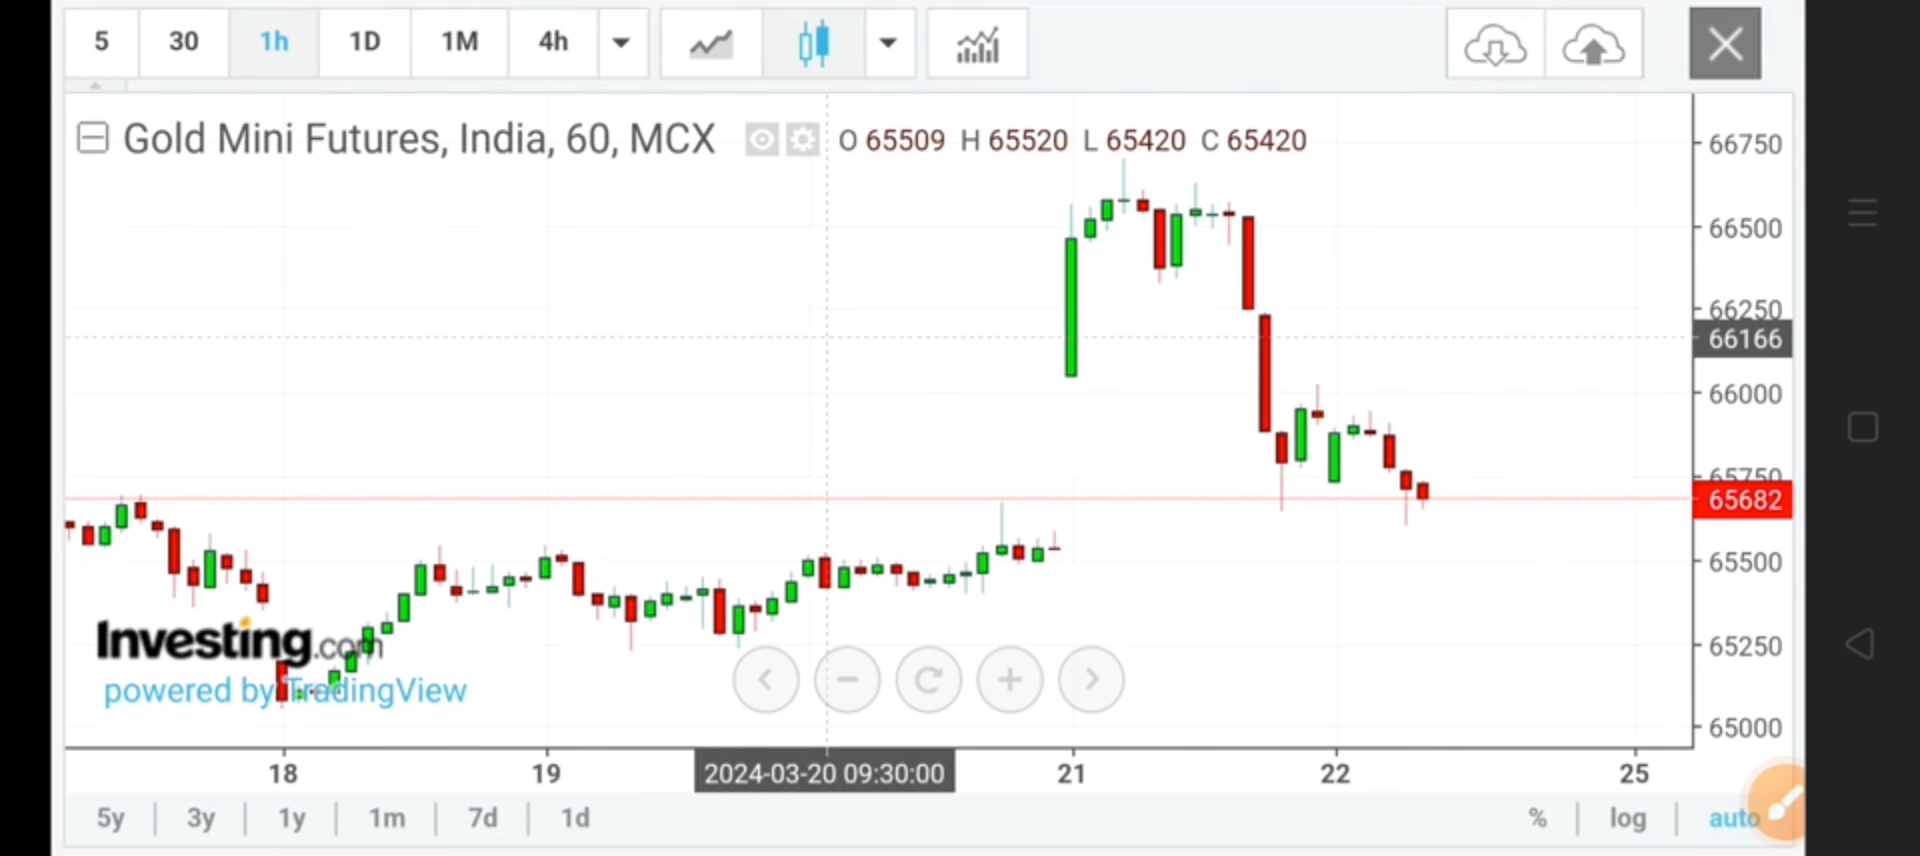 5 30 1h 1D 1M 4h
Gold Mini Futures, India, 60, MCX O 65509 H 65520 L 65420 C 65420
66750
66500
66250
66166
66000
65750
65682
65500
65250
65000
Investing.com
powered by TradingView
18 19 2024-03-20 09:30:00 21 22 25
5y 3y 1y 1m 7d 1d % log auto